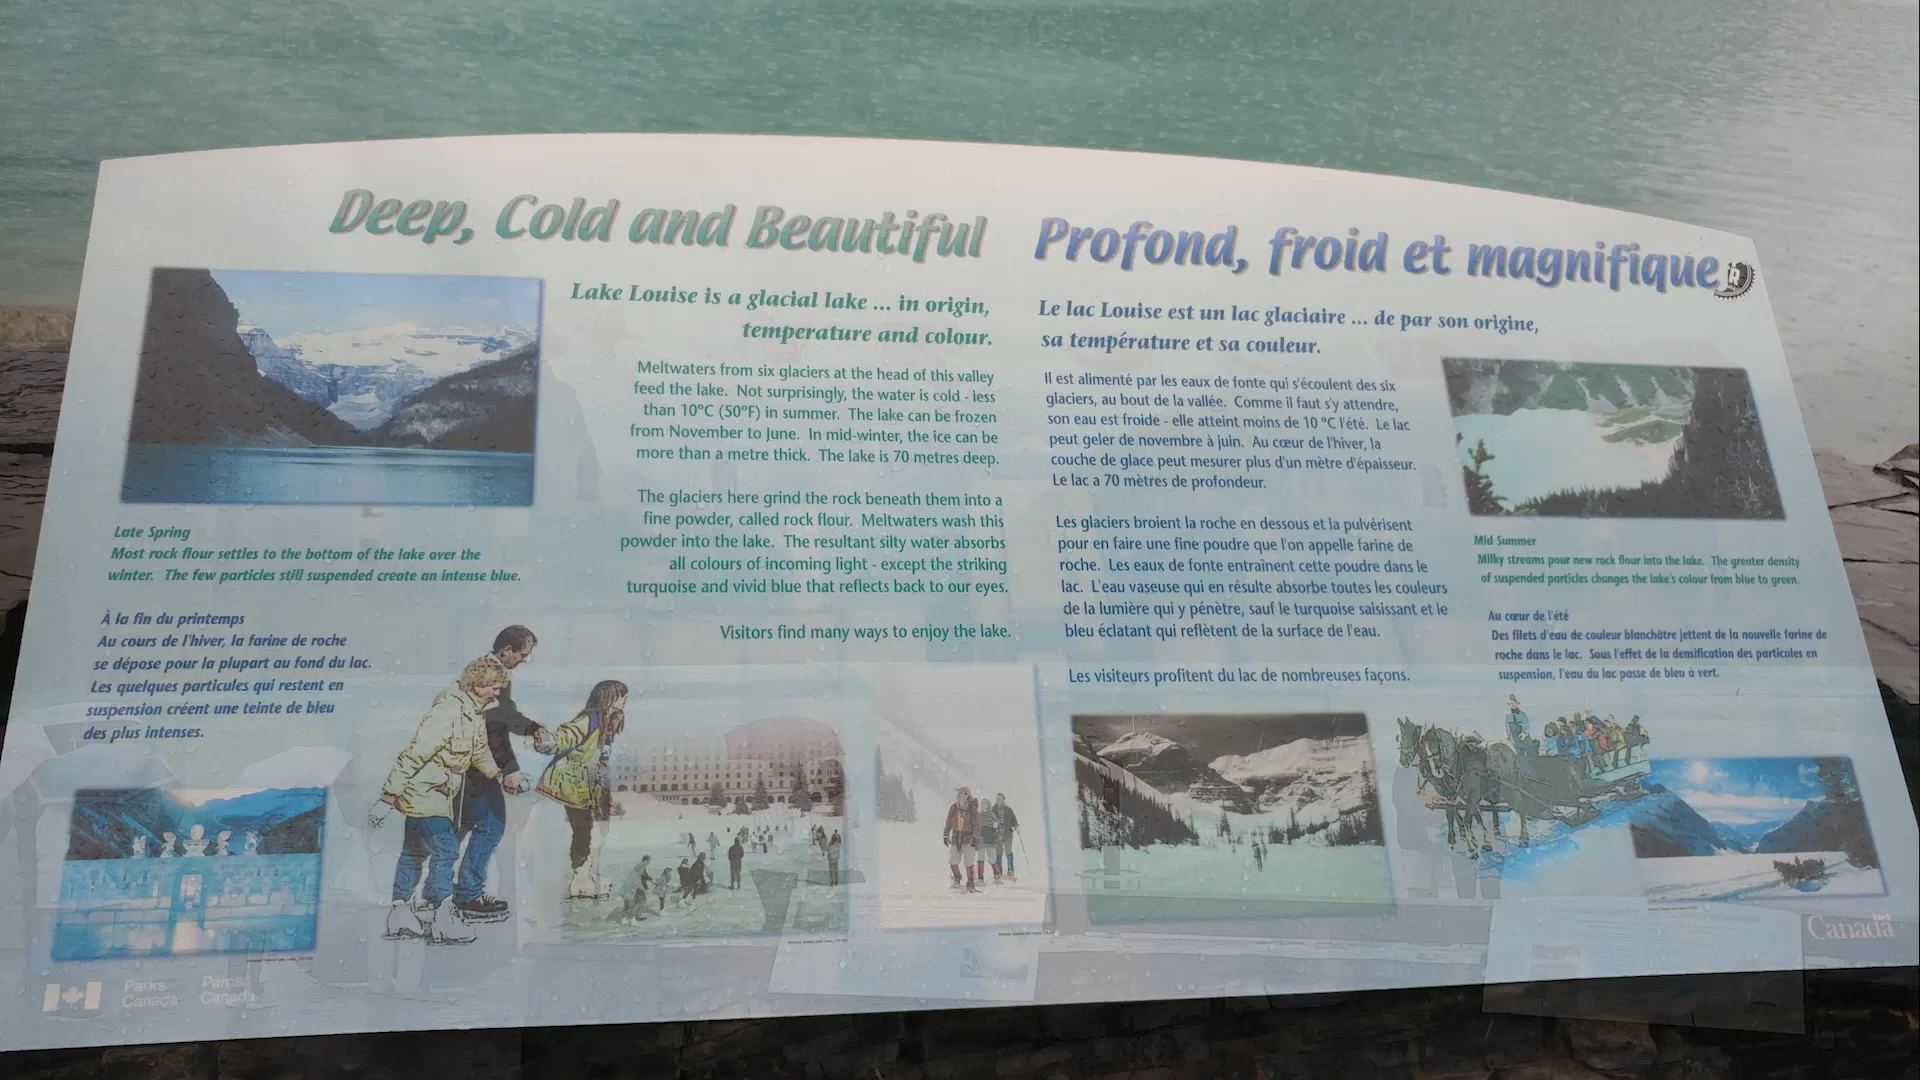 Deep, Cold and Beautiful
Lake Louise is a glacial lake ... in origin,
temperature and colour.
Meltwaters from six glaciers at the head of this valley
feed the lake. Not surprisingly, the water is cold - less
than 10°C (50°F) in summer. The lake can be frozen
from November to June. In mid-winter, the ice can be
more than a metre thick. The lake is 70 metres deep.
The glaciers here grind the rock beneath them into a
fine powder, called rock flour. Meltwaters wash this
powder into the lake. The resultant silty water absorbs
all colours of incoming light - except the striking
turquoise and vivid blue that reflects back to our eyes.
Visitors find many ways to enjoy the lake.
Late Spring
Most rock flour settles to the bottom of the lake over the
winter. The few particles still suspended create an intense blue.
À la fin du printemps
Au cours de l'hiver, la farine de roche
se dépose pour la plupart au fond du lac.
Les quelques particules qui restent en
suspension créent une teinte de bleu
des plus intenses.
Profond, froid et magnifique
Le lac Louise est un lac glaciaire ... de par son origine,
sa température et sa couleur.
Il est alimenté par les eaux de fonte qui s'écoulent des six
glaciers, au bout de la vallée. Comme il faut s'y attendre,
son eau est froide - elle atteint moins de 10 °C l'été. Le lac
peut geler de novembre à juin. Au cœur de l'hiver, la
couche de glace peut mesurer plus d'un mètre d'épaisseur.
Le lac a 70 mètres de profondeur.
Les glaciers broient la roche en dessous et la pulvérisent
pour en faire une fine poudre que l'on appelle farine de
roche. Les eaux de fonte entraînent cette poudre dans le
lac. L'eau vaseuse qui en résulte absorbe toutes les couleurs
de la lumière qui y pénètre, sauf le turquoise saisissant et le
bleu éclatant qui reflètent de la surface de l'eau.
Les visiteurs profitent du lac de nombreuses façons.
Mid Summer
Milky streams pour new rock flour into the lake. The greater density
of suspended particles changes the lake's colour from blue to green.
Au cœur de l'été
Des filets d'eau de couleur blanchâtre jettent de la nouvelle farine de
roche dans le lac. Sous l'effet de la densification des particules en
suspension, l'eau du lac passe de bleu à vert.
Parks Parcs
Canada Canada
Canada